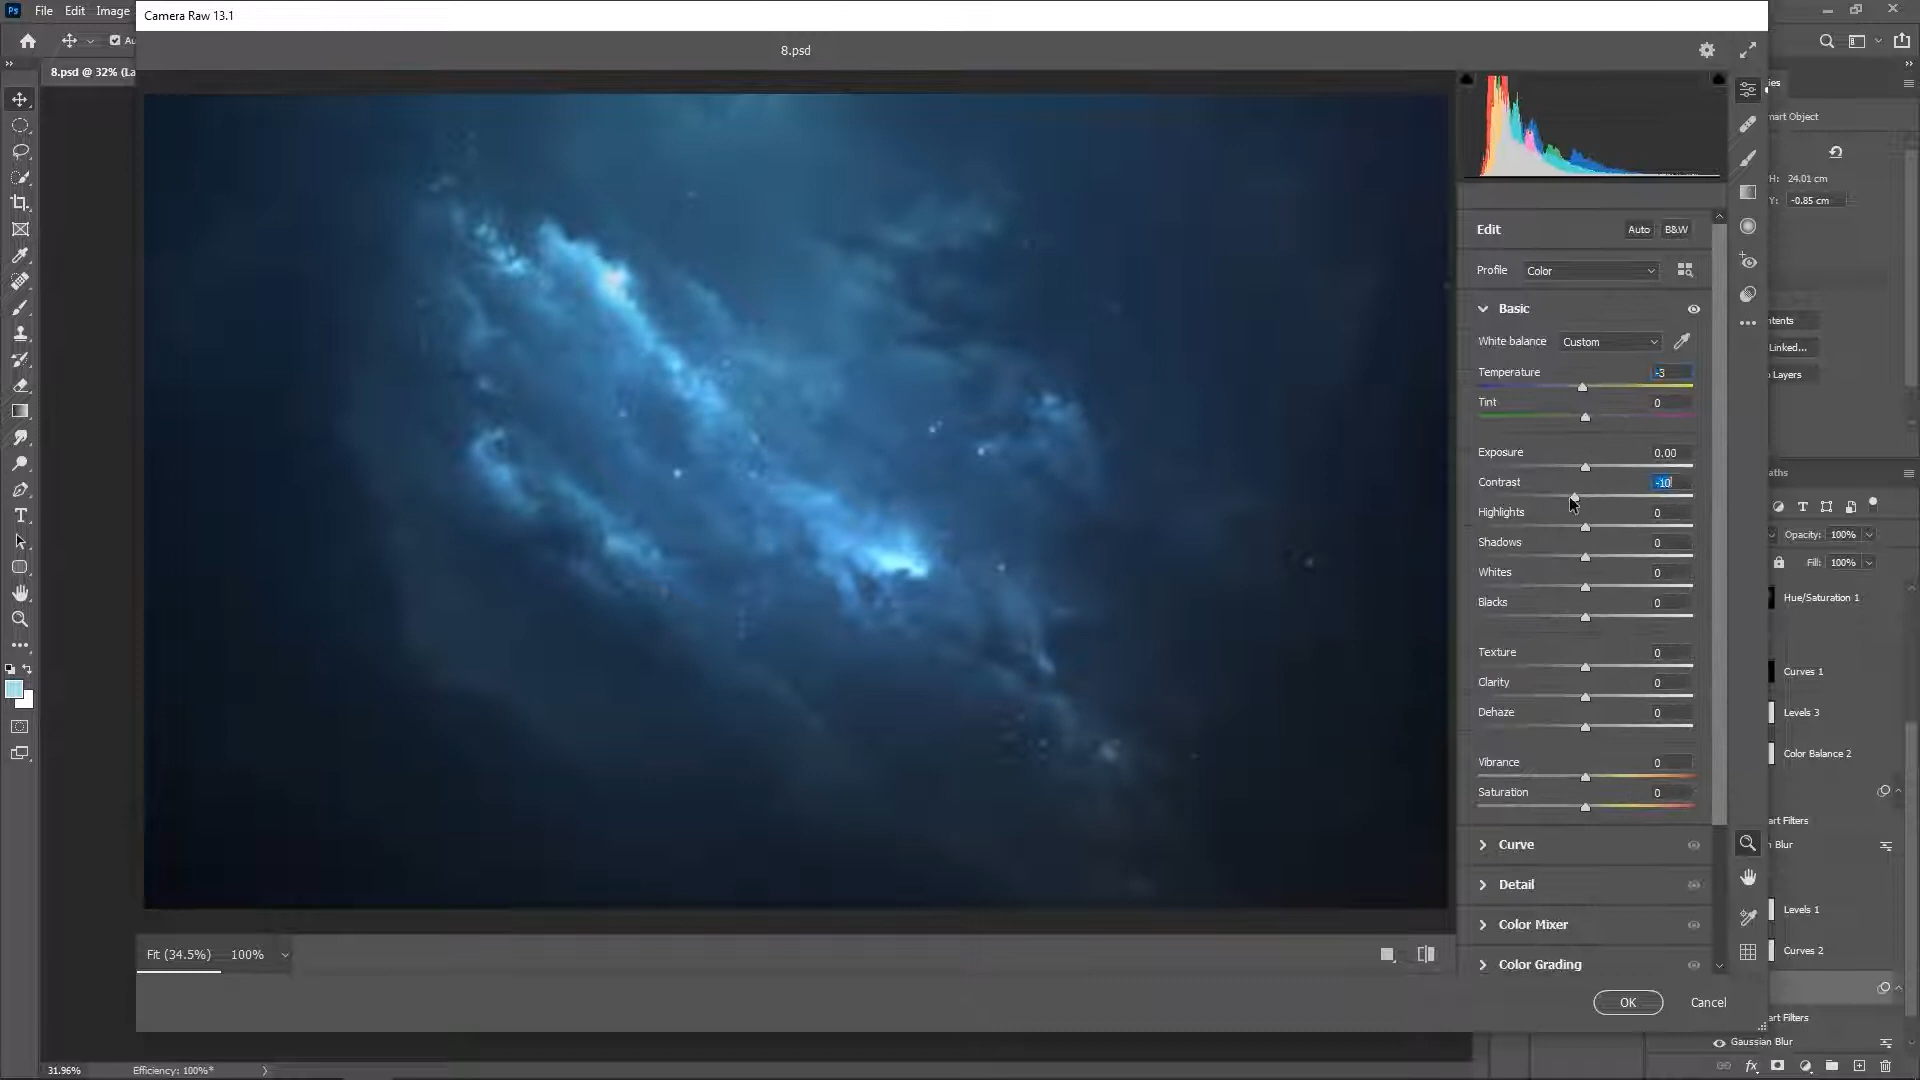 Camera Raw 13.1
Ps File Edit Image
8.psd
8.psd @ 32% (La
Edit Auto B&W
Profile Color
Basic
White balance Custom
Temperature -3
Tint 0
Exposure 0.00
Contrast -10
Highlights 0
Shadows 0
Whites 0
Blacks 0
Texture 0
Clarity 0
Dehaze 0
Vibrance 0
Saturation 0
Curve
Detail
Color Mixer
Color Grading
Fit (34.5%) 100%
OK Cancel
31.96% Efficiency: 100%*
ies
mart Object
H: 24.01 cm
Y: -0.85 cm
ntents
Linked...
Layers
aths
Opacity: 100%
Fill: 100%
Hue/Saturation 1
Curves 1
Levels 3
Color Balance 2
art Filters
n Blur
Levels 1
Curves 2
art Filters
Gaussian Blur
fx